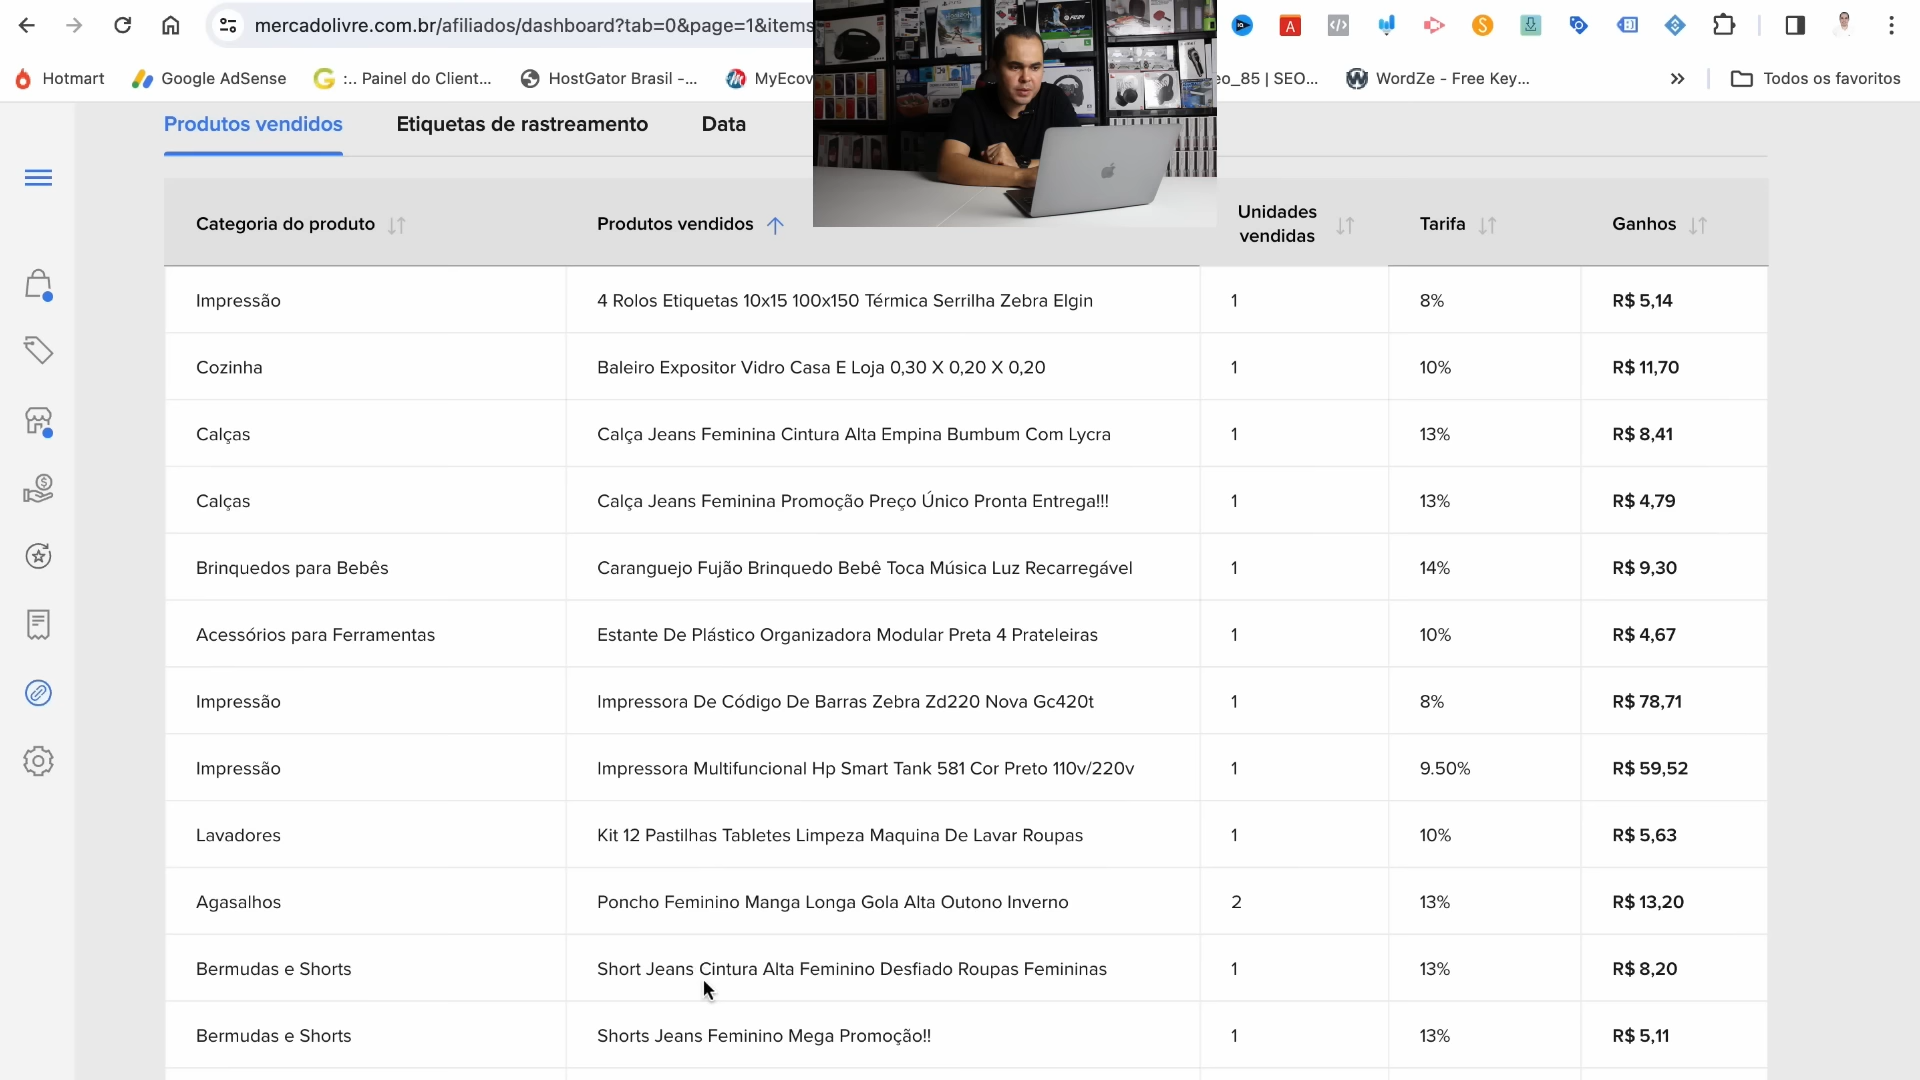 mercadolivre.com.br/afiliados/dashboard?tab=0&page=1&items
Hotmart
Google AdSense
:.. Painel do Client...
HostGator Brasil -...
MyEcov
eo_85 | SEO...
WordZe - Free Key...
Todos os favoritos
Produtos vendidos
Etiquetas de rastreamento
Data
Categoria do produto
Produtos vendidos
Unidades
vendidas
Tarifa
Ganhos
Impressão 4 Rolos Etiquetas 10x15 100x150 Térmica Serrilha Zebra Elgin 1 8% R$ 5,14
Cozinha Baleiro Expositor Vidro Casa E Loja 0,30 X 0,20 X 0,20 1 10% R$ 11,70
Calças Calça Jeans Feminina Cintura Alta Empina Bumbum Com Lycra 1 13% R$ 8,41
Calças Calça Jeans Feminina Promoção Preço Único Pronta Entrega!!! 1 13% R$ 4,79
Brinquedos para Bebês Caranguejo Fujão Brinquedo Bebê Toca Música Luz Recarregável 1 14% R$ 9,30
Acessórios para Ferramentas Estante De Plástico Organizadora Modular Preta 4 Prateleiras 1 10% R$ 4,67
Impressão Impressora De Código De Barras Zebra Zd220 Nova Gc420t 1 8% R$ 78,71
Impressão Impressora Multifuncional Hp Smart Tank 581 Cor Preto 110v/220v 1 9.50% R$ 59,52
Lavadores Kit 12 Pastilhas Tabletes Limpeza Maquina De Lavar Roupas 1 10% R$ 5,63
Agasalhos Poncho Feminino Manga Longa Gola Alta Outono Inverno 2 13% R$ 13,20
Bermudas e Shorts Short Jeans Cintura Alta Feminino Desfiado Roupas Femininas 1 13% R$ 8,20
Bermudas e Shorts Shorts Jeans Feminino Mega Promoção!! 1 13% R$ 5,11